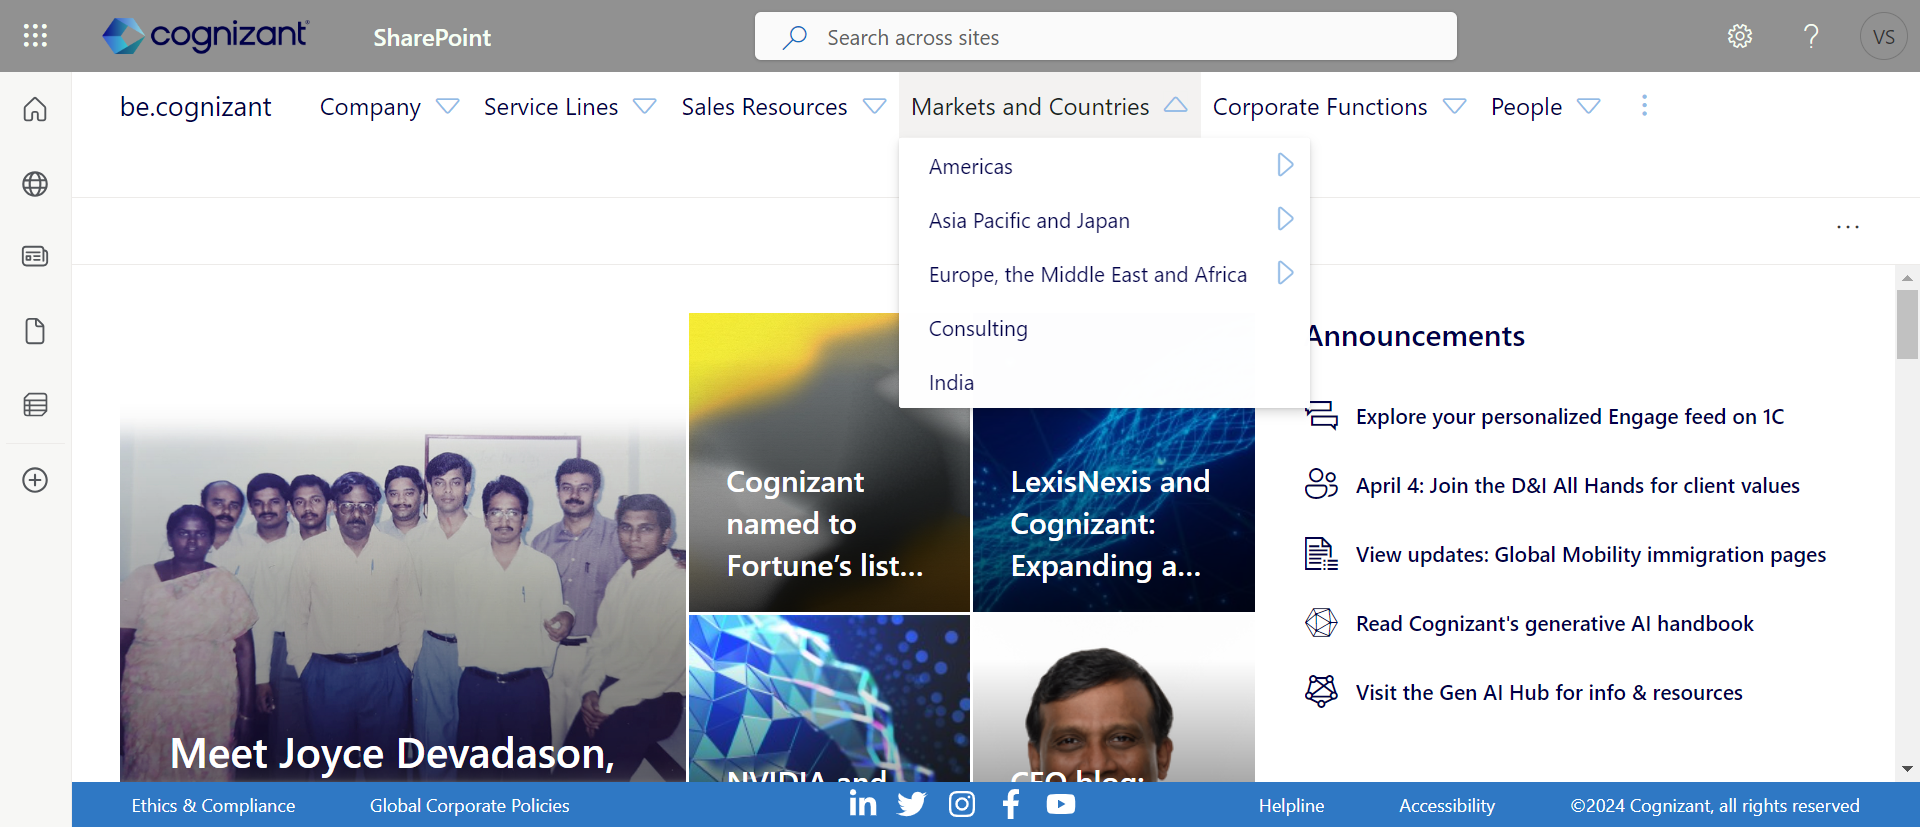 cognizant
SharePoint
Search across sites
VS
be.cognizant
Company
Service Lines
Sales Resources
Markets and Countries
Corporate Functions
People
Americas
Asia Pacific and Japan
Europe, the Middle East and Africa
Consulting
India
Meet Joyce Devadason,
Cognizant
named to
Fortune’s list...
LexisNexis and
Cognizant:
Expanding a...
NVIDIA and
CEO blog:
Announcements
Explore your personalized Engage feed on 1C
April 4: Join the D&I All Hands for client values
View updates: Global Mobility immigration pages
Read Cognizant's generative AI handbook
Visit the Gen AI Hub for info & resources
Ethics & Compliance
Global Corporate Policies
Helpline
Accessibility
©2024 Cognizant, all rights reserved